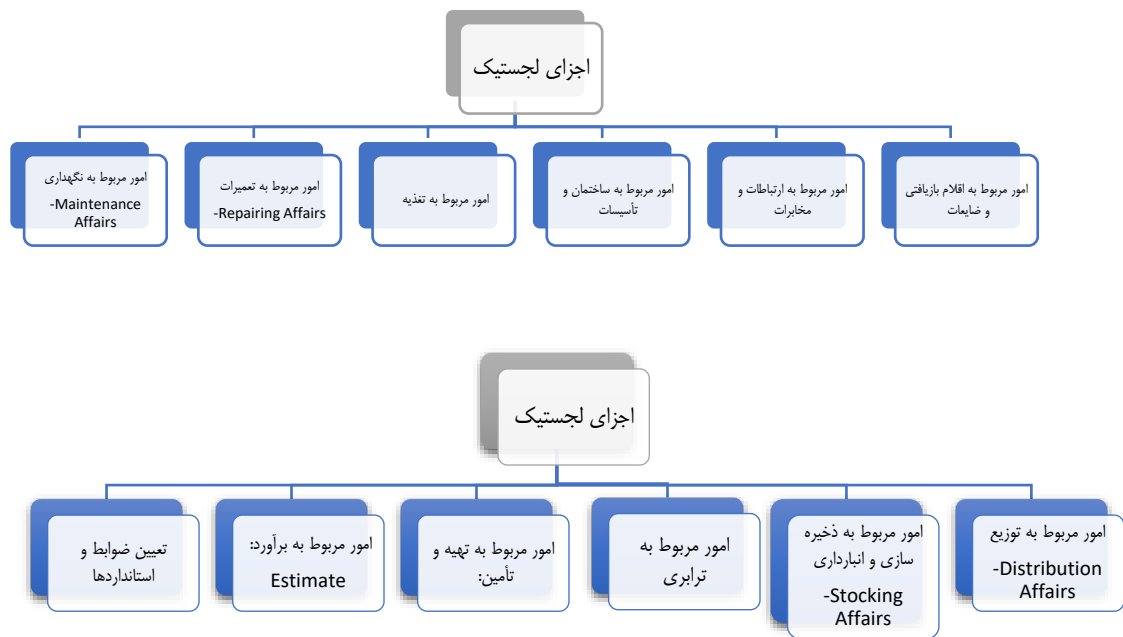 اجزای لجستیک
امور مربوط به اقلام بازیافتی
و ضایعات
امور مربوط به ارتباطات و
مخابرات
امور مربوط به ساختمان و
تأسیسات
امور مربوط به تغذیه
امور مربوط به تعمیرات
-Repairing Affairs
امور مربوط به نگهداری
-Maintenance
Affairs
اجزای لجستیک
امور مربوط به توزیع
-Distribution
Affairs
امور مربوط به ذخیره
سازی و انبارداری
-Stocking
Affairs
امور مربوط به
ترابری
امور مربوط به تهیه و
تأمین:
امور مربوط به برآورد:
Estimate
تعیین ضوابط و
استانداردها